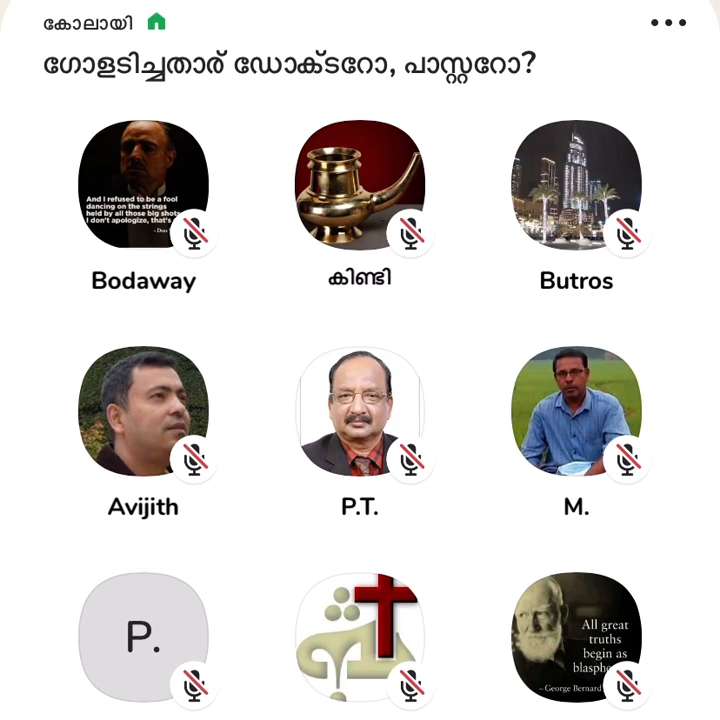 കോലായി
ഗോളടിച്ചതാര് ഡോക്ടറോ, പാസ്റ്ററോ?
And I refused to be a fool
dancing on the strings
held by all those big shots
I don't apologize, that's
Bodaway
കിണ്ടി
Butros
Avijith
P.T.
M.
P.
All great
truths
begin as
– George Bernard